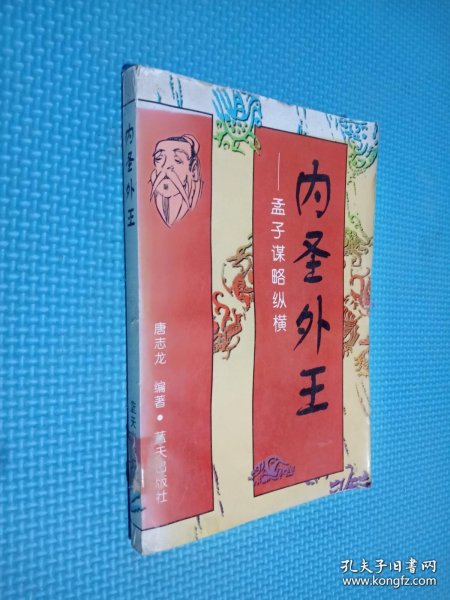 内圣外王
——孟子谋略纵横
唐志龙 编著·蓝天出版社
内圣外王
孔夫子旧书网
www.kongfz.com